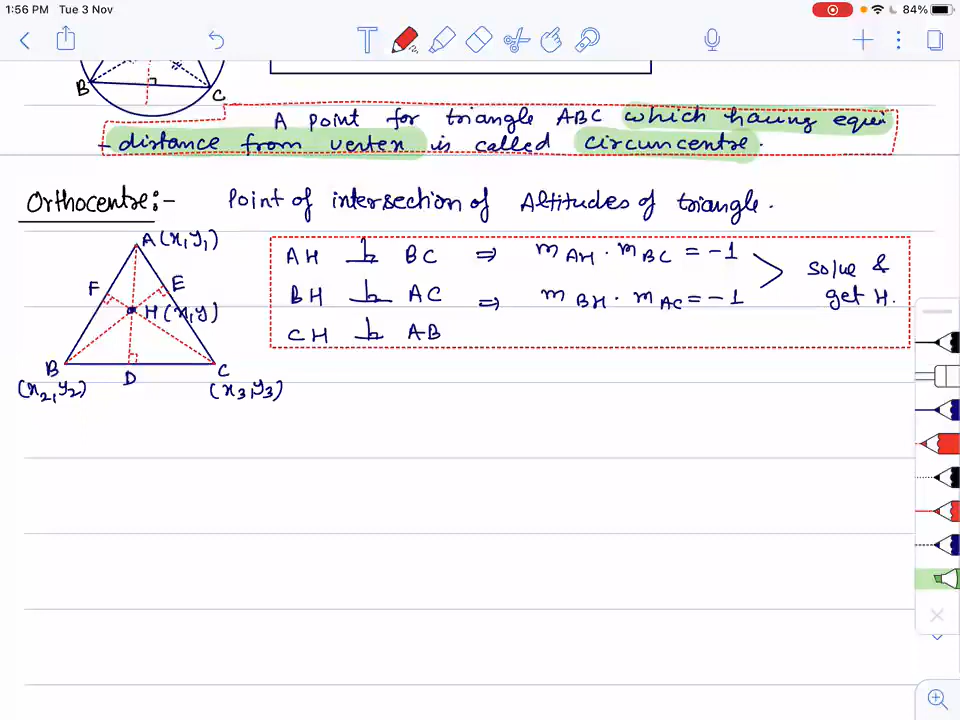 1:56 PM Tue 3 Nov
84%
T
B
C
A point for triangle ABC which having equi
- distance from vertex is called circumcentre.
Orthocentre:- Point of intersection of Altitudes of triangle.
A(x1, y1)
F
E
H(x, y)
B
D
C
(x2, y2)
(x3, y3)
AH ⊥ BC ⇒ mAH · mBC = -1
BH ⊥ AC ⇒ mBH · mAC = -1
CH ⊥ AB
solve &
get H.